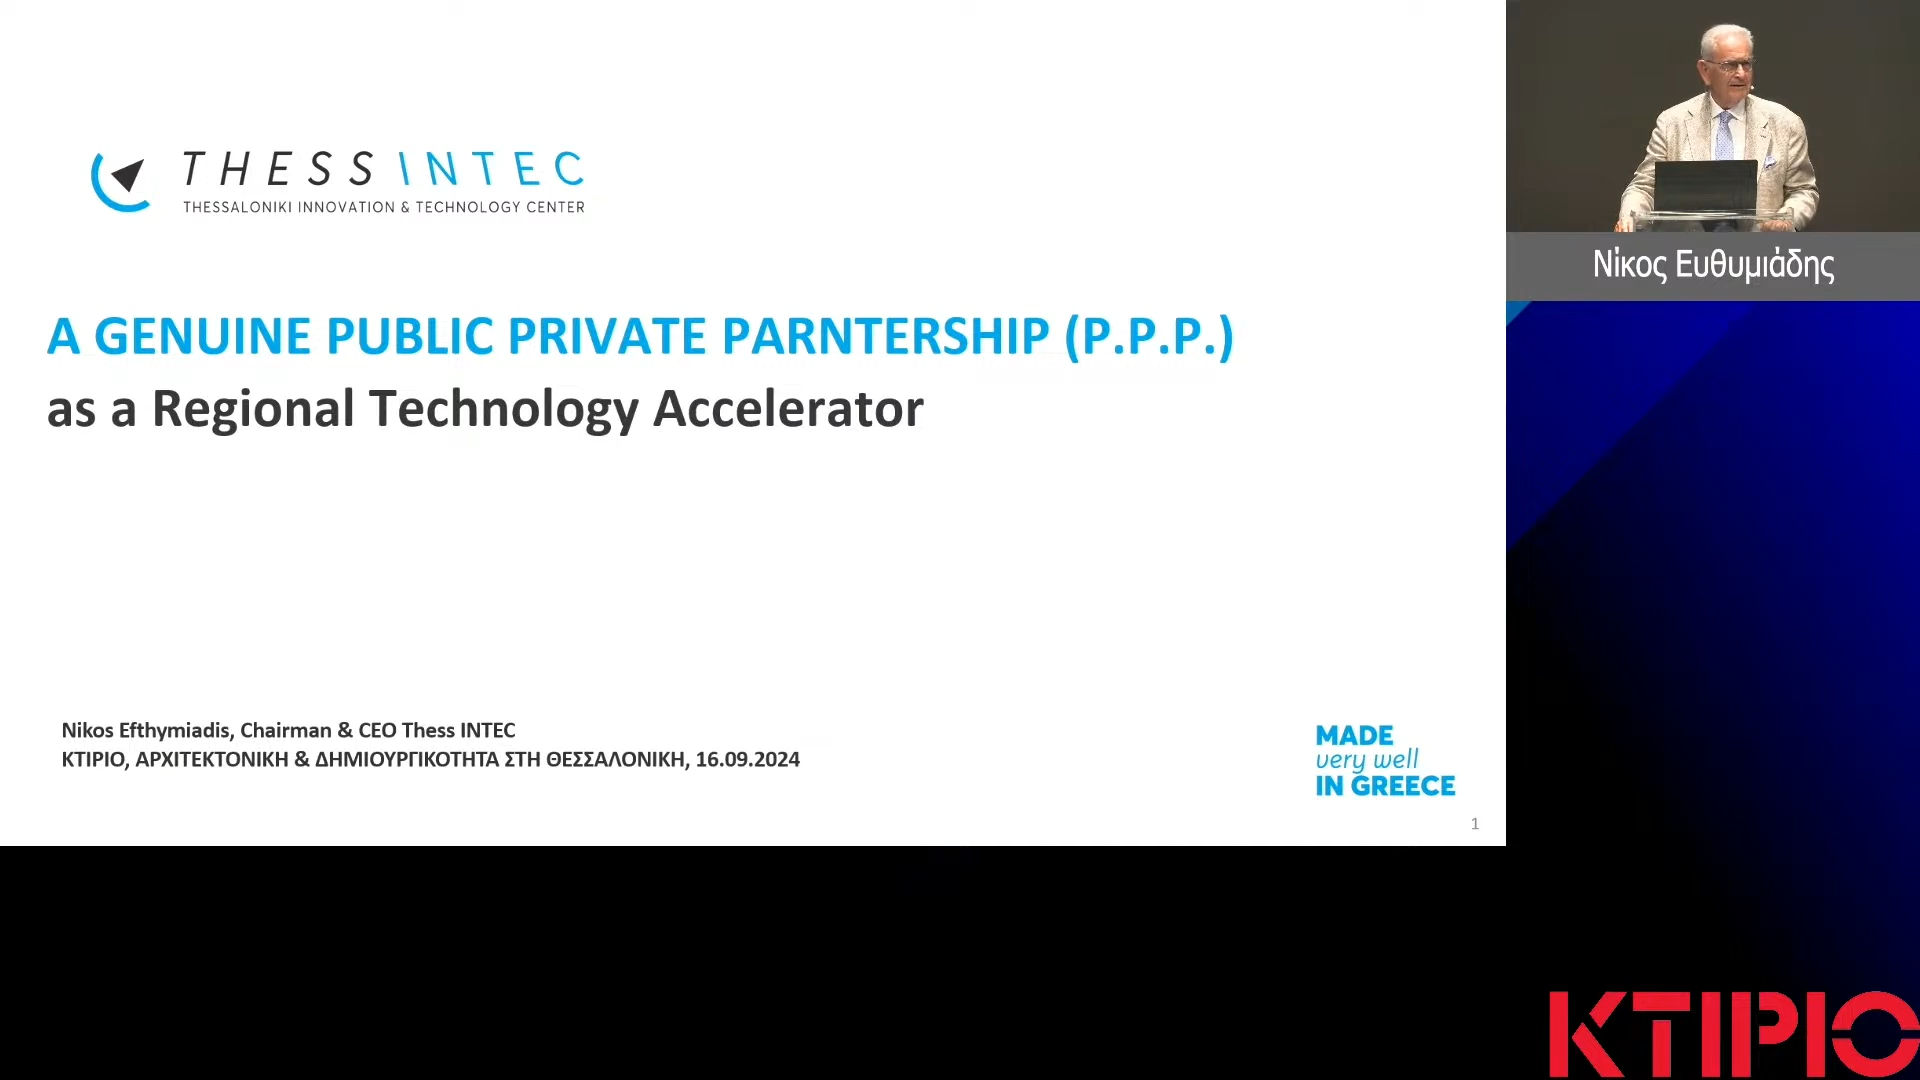 THESS INTEC
THESSALONIKI INNOVATION & TECHNOLOGY CENTER
A GENUINE PUBLIC PRIVATE PARNTERSHIP (P.P.P.)
as a Regional Technology Accelerator
Nikos Efthymiadis, Chairman & CEO Thess INTEC
ΚΤΙΡΙΟ, ΑΡΧΙΤΕΚΤΟΝΙΚΗ & ΔΗΜΙΟΥΡΓΙΚΟΤΗΤΑ ΣΤΗ ΘΕΣΣΑΛΟΝΙΚΗ, 16.09.2024
MADE
very well
IN GREECE
1
Νίκος Ευθυμιάδης
ΚΤΙΡΙΟ